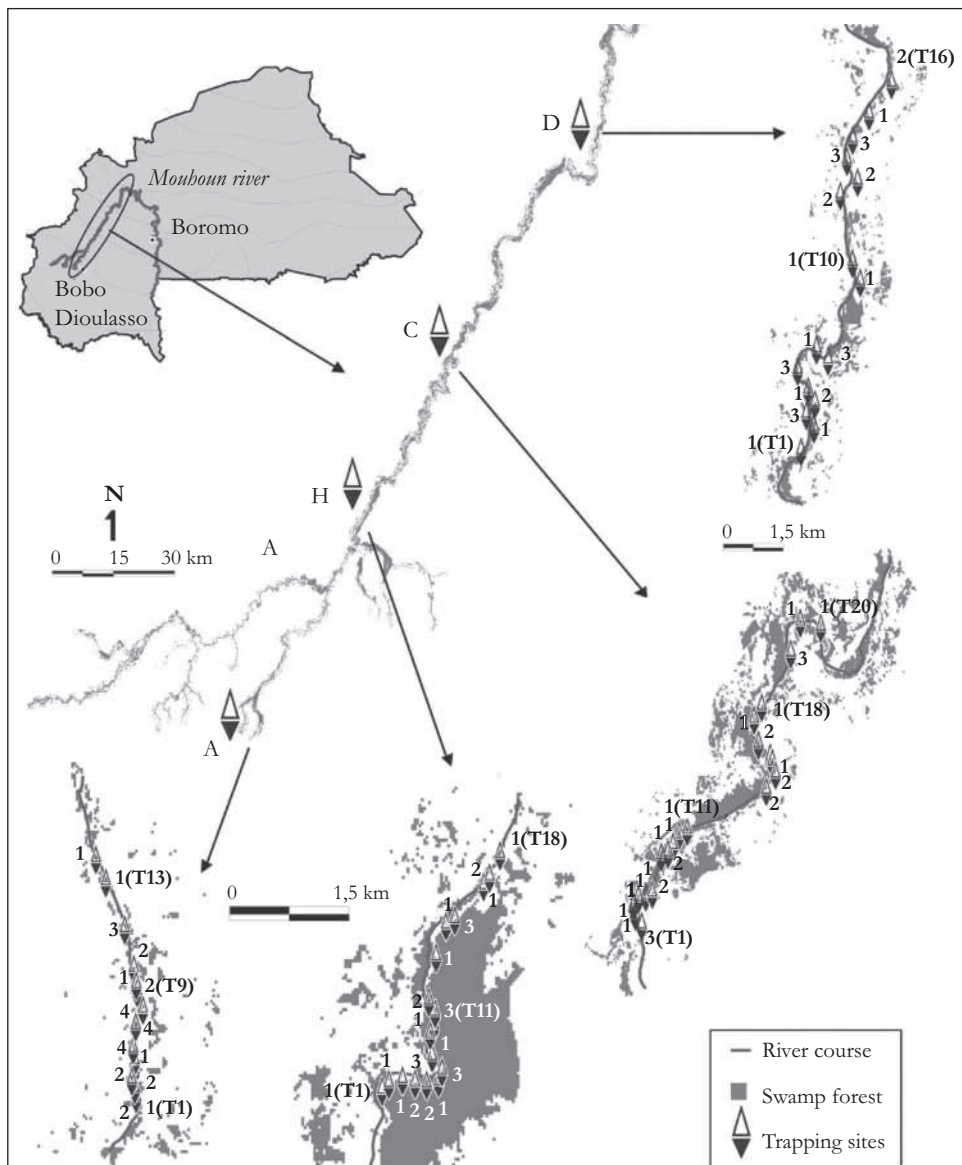 Mouhoun river
Boromo
Bobo
Dioulasso
D
C
H
A
A
N
1
0 15 30 km
2(T16)
1
3
3
2
2
1(T10)
1
1
3
3
1
2
3
1
1(T1)
0 1,5 km
1
1(T20)
3
1(T18)
1
2
1
2
2
1(T11)
1
1
2
1
1
2
1
1
1
3(T1)
1
1(T13)
3
2
1
2(T9)
4
4
4
1
2
2
2
1(T1)
0 1,5 km
1(T18)
2
1
1
3
1
2
3(T11)
1
1
3
1
3
1(T1)
1
2
2
1
River course
Swamp forest
Trapping sites